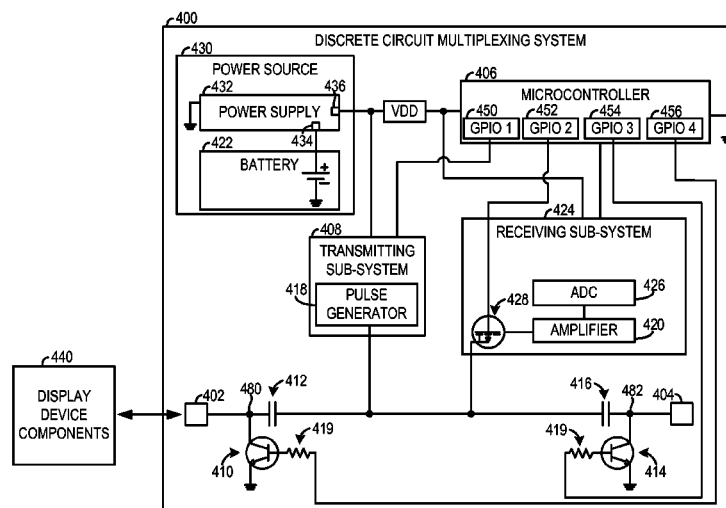 400
DISCRETE CIRCUIT MULTIPLEXING SYSTEM
430
POWER SOURCE
432
436
POWER SUPPLY
434
422
BATTERY
+
−
VDD
406
MICROCONTROLLER
450
452
454
456
GPIO 1
GPIO 2
GPIO 3
GPIO 4
408
TRANSMITTING
SUB-SYSTEM
418
PULSE
GENERATOR
424
RECEIVING SUB-SYSTEM
428
ADC
426
AMPLIFIER
420
440
DISPLAY
DEVICE
COMPONENTS
402
480
412
416
482
404
410
419
419
414